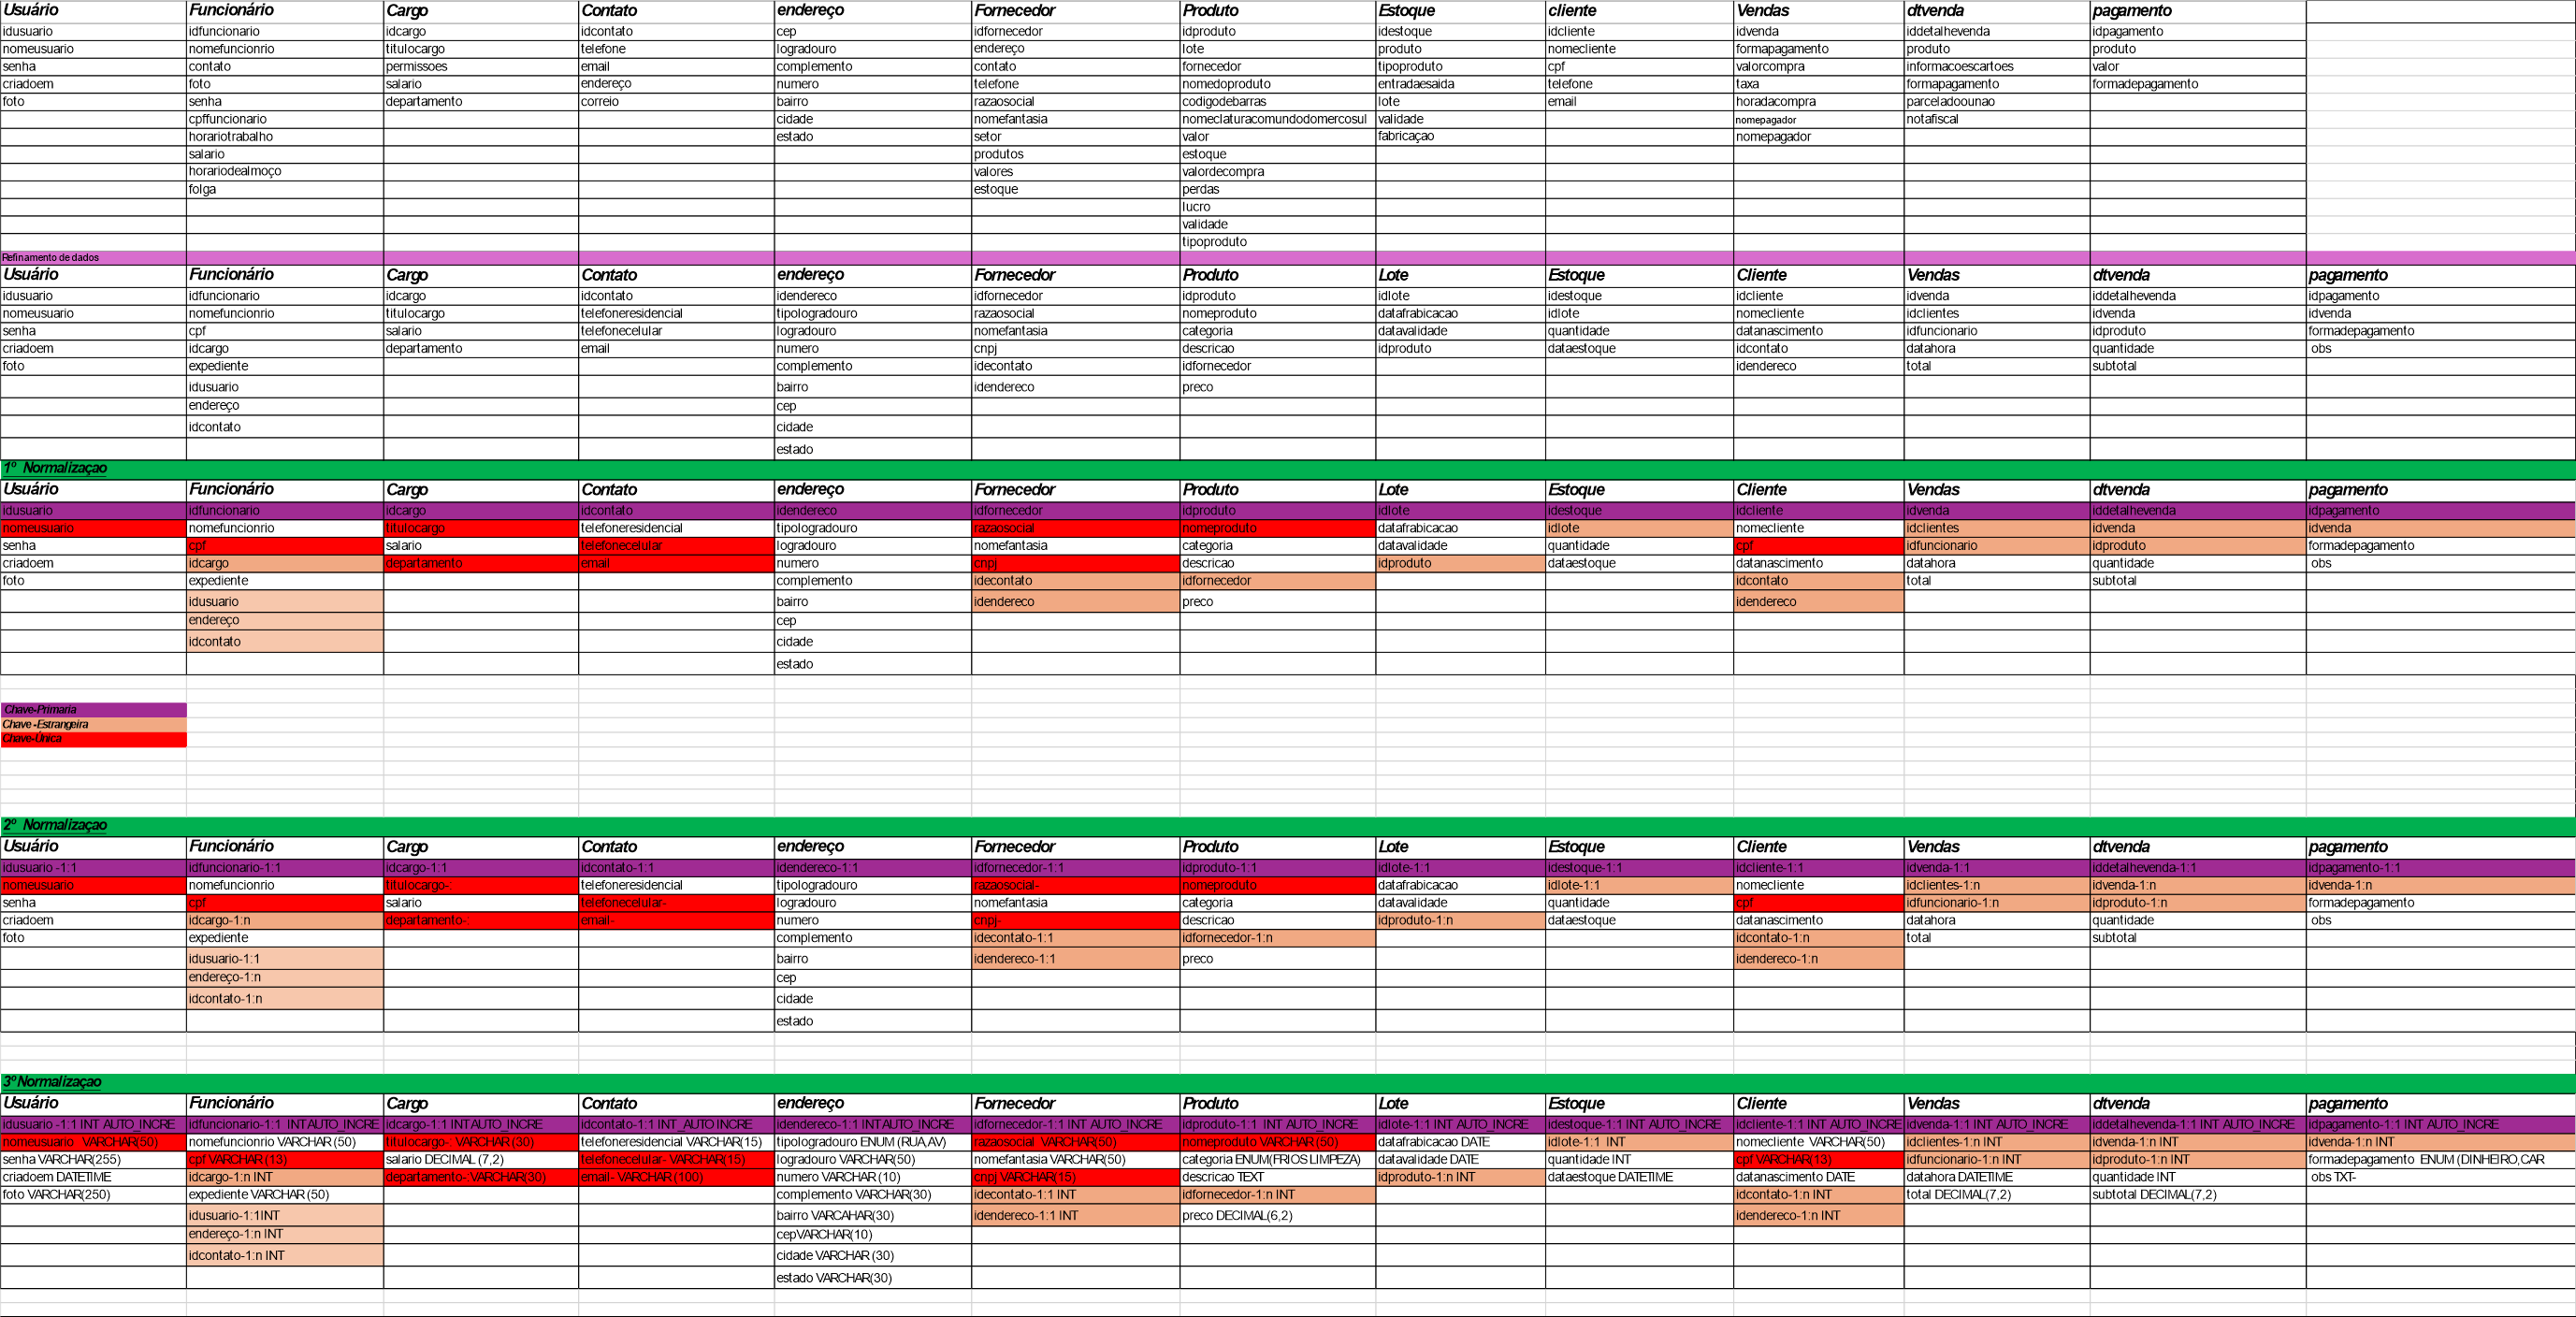 Usuário Funcionário Cargo Contato endereço Fornecedor Produto Estoque cliente Vendas dtvenda pagamento
idusuario idfuncionario idcargo idcontato cep idfornecedor idproduto idestoque idcliente idvenda iddetalhevenda idpagamento
nomeusuario nomefuncionrio titulocargo telefone logradouro endereço lote produto nomecliente formapagamento produto produto
senha contato permissoes email complemento contato fornecedor tipoproduto cpf valorcompra informacoescartoes valor
criadoem foto salario endereço numero telefone nomedoproduto entradaesaida telefone taxa formapagamento formadepagamento
foto senha departamento correio bairro razaosocial codigodebarras lote email horadacompra parceladoounao
cpffuncionario cidade nomefantasia nomeclaturacomundodomercosul validade nomepagador notafiscal
horariotrabalho estado setor valor fabricaçao nomepagador
salario produtos estoque
horariodealmoço valores valordecompra
folga estoque perdas
lucro
validade
tipoproduto
Refinamento de dados
Usuário Funcionário Cargo Contato endereço Fornecedor Produto Lote Estoque Cliente Vendas dtvenda pagamento
idusuario idfuncionario idcargo idcontato idendereco idfornecedor idproduto idlote idestoque idcliente idvenda iddetalhevenda idpagamento
nomeusuario nomefuncionrio titulocargo telefoneresidencial tipologradouro razaosocial nomeproduto datafrabicacao idlote nomecliente idclientes idvenda idvenda
senha cpf salario telefonecelular logradouro nomefantasia categoria datavalidade quantidade datanascimento idfuncionario idproduto formadepagamento
criadoem idcargo departamento email numero cnpj descricao idproduto dataestoque idcontato datahora quantidade obs
foto expediente complemento idecontato idfornecedor idendereco total subtotal
idusuario bairro idendereco preco
endereço cep
idcontato cidade
estado
1º Normalizaçao
Usuário Funcionário Cargo Contato endereço Fornecedor Produto Lote Estoque Cliente Vendas dtvenda pagamento
idusuario idfuncionario idcargo idcontato idendereco idfornecedor idproduto idlote idestoque idcliente idvenda iddetalhevenda idpagamento
nomeusuario nomefuncionrio titulocargo telefoneresidencial tipologradouro razaosocial nomeproduto datafrabicacao idlote nomecliente idclientes idvenda idvenda
senha cpf salario telefonecelular logradouro nomefantasia categoria datavalidade quantidade cpf idfuncionario idproduto formadepagamento
criadoem idcargo departamento email numero cnpj descricao idproduto dataestoque datanascimento datahora quantidade obs
foto expediente complemento idecontato idfornecedor idcontato total subtotal
idusuario bairro idendereco preco idendereco
endereço cep
idcontato cidade
estado
Chave-Primaria
Chave -Estrangeira
Chave-Única
2º Normalizaçao
Usuário Funcionário Cargo Contato endereço Fornecedor Produto Lote Estoque Cliente Vendas dtvenda pagamento
idusuario -1:1 idfuncionario-1:1 idcargo-1:1 idcontato-1:1 idendereco-1:1 idfornecedor-1:1 idproduto-1:1 idlote-1:1 idestoque-1:1 idcliente-1:1 idvenda-1:1 iddetalhevenda-1:1 idpagamento-1:1
nomeusuario nomefuncionrio titulocargo-: telefoneresidencial tipologradouro razaosocial- nomeproduto datafrabicacao idlote-1:1 nomecliente idclientes-1:n idvenda-1:n idvenda-1:n
senha cpf salario telefonecelular- logradouro nomefantasia categoria datavalidade quantidade cpf idfuncionario-1:n idproduto-1:n formadepagamento
criadoem idcargo-1:n departamento-: email- numero cnpj- descricao idproduto-1:n dataestoque datanascimento datahora quantidade obs
foto expediente complemento idecontato-1:1 idfornecedor-1:n idcontato-1:n total subtotal
idusuario-1:1 bairro idendereco-1:1 preco idendereco-1:n
endereço-1:n cep
idcontato-1:n cidade
estado
3º Normalizaçao
Usuário Funcionário Cargo Contato endereço Fornecedor Produto Lote Estoque Cliente Vendas dtvenda pagamento
idusuario -1:1 INT AUTO_INCRE idfuncionario-1:1 INT AUTO_INCRE idcargo-1:1 INT AUTO_INCRE idcontato-1:1 INT_AUTO INCRE idendereco-1:1 INT AUTO_INCRE idfornecedor-1:1 INT AUTO_INCRE idproduto-1:1 INT AUTO_INCRE idlote-1:1 INT AUTO_INCRE idestoque-1:1 INT AUTO_INCRE idcliente-1:1 INT AUTO_INCRE idvenda-1:1 INT AUTO_INCRE iddetalhevenda-1:1 INT AUTO_INCRE idpagamento-1:1 INT AUTO_INCRE
nomeusuario VARCHAR(50) nomefuncionrio VARCHAR (50) titulocargo-: VARCHAR (30) telefoneresidencial VARCHAR(15) tipologradouro ENUM (RUA,AV) razaosocial VARCHAR(50) nomeproduto VARCHAR (50) datafrabicacao DATE idlote-1:1 INT nomecliente VARCHAR(50) idclientes-1:n INT idvenda-1:n INT idvenda-1:n INT
senha VARCHAR(255) cpf VARCHAR (13) salario DECIMAL (7,2) telefonecelular- VARCHAR(15) logradouro VARCHAR(50) nomefantasia VARCHAR(50) categoria ENUM(FRIOS LIMPEZA) datavalidade DATE quantidade INT cpf VARCHAR(13) idfuncionario-1:n INT idproduto-1:n INT formadepagamento ENUM (DINHEIRO,CAR
criadoem DATETIME idcargo-1:n INT departamento-:VARCHAR(30) email- VARCHAR (100) numero VARCHAR (10) cnpj VARCHAR(15) descricao TEXT idproduto-1:n INT dataestoque DATETIME datanascimento DATE datahora DATETIME quantidade INT obs TXT-
foto VARCHAR(250) expediente VARCHAR (50) complemento VARCHAR(30) idecontato-1:1 INT idfornecedor-1:n INT idcontato-1:n INT total DECIMAL(7,2) subtotal DECIMAL(7,2)
idusuario-1:1INT bairro VARCAHAR(30) idendereco-1:1 INT preco DECIMAL(6,2) idendereco-1:n INT
endereço-1:n INT cepVARCHAR(10)
idcontato-1:n INT cidade VARCHAR (30)
estado VARCHAR(30)